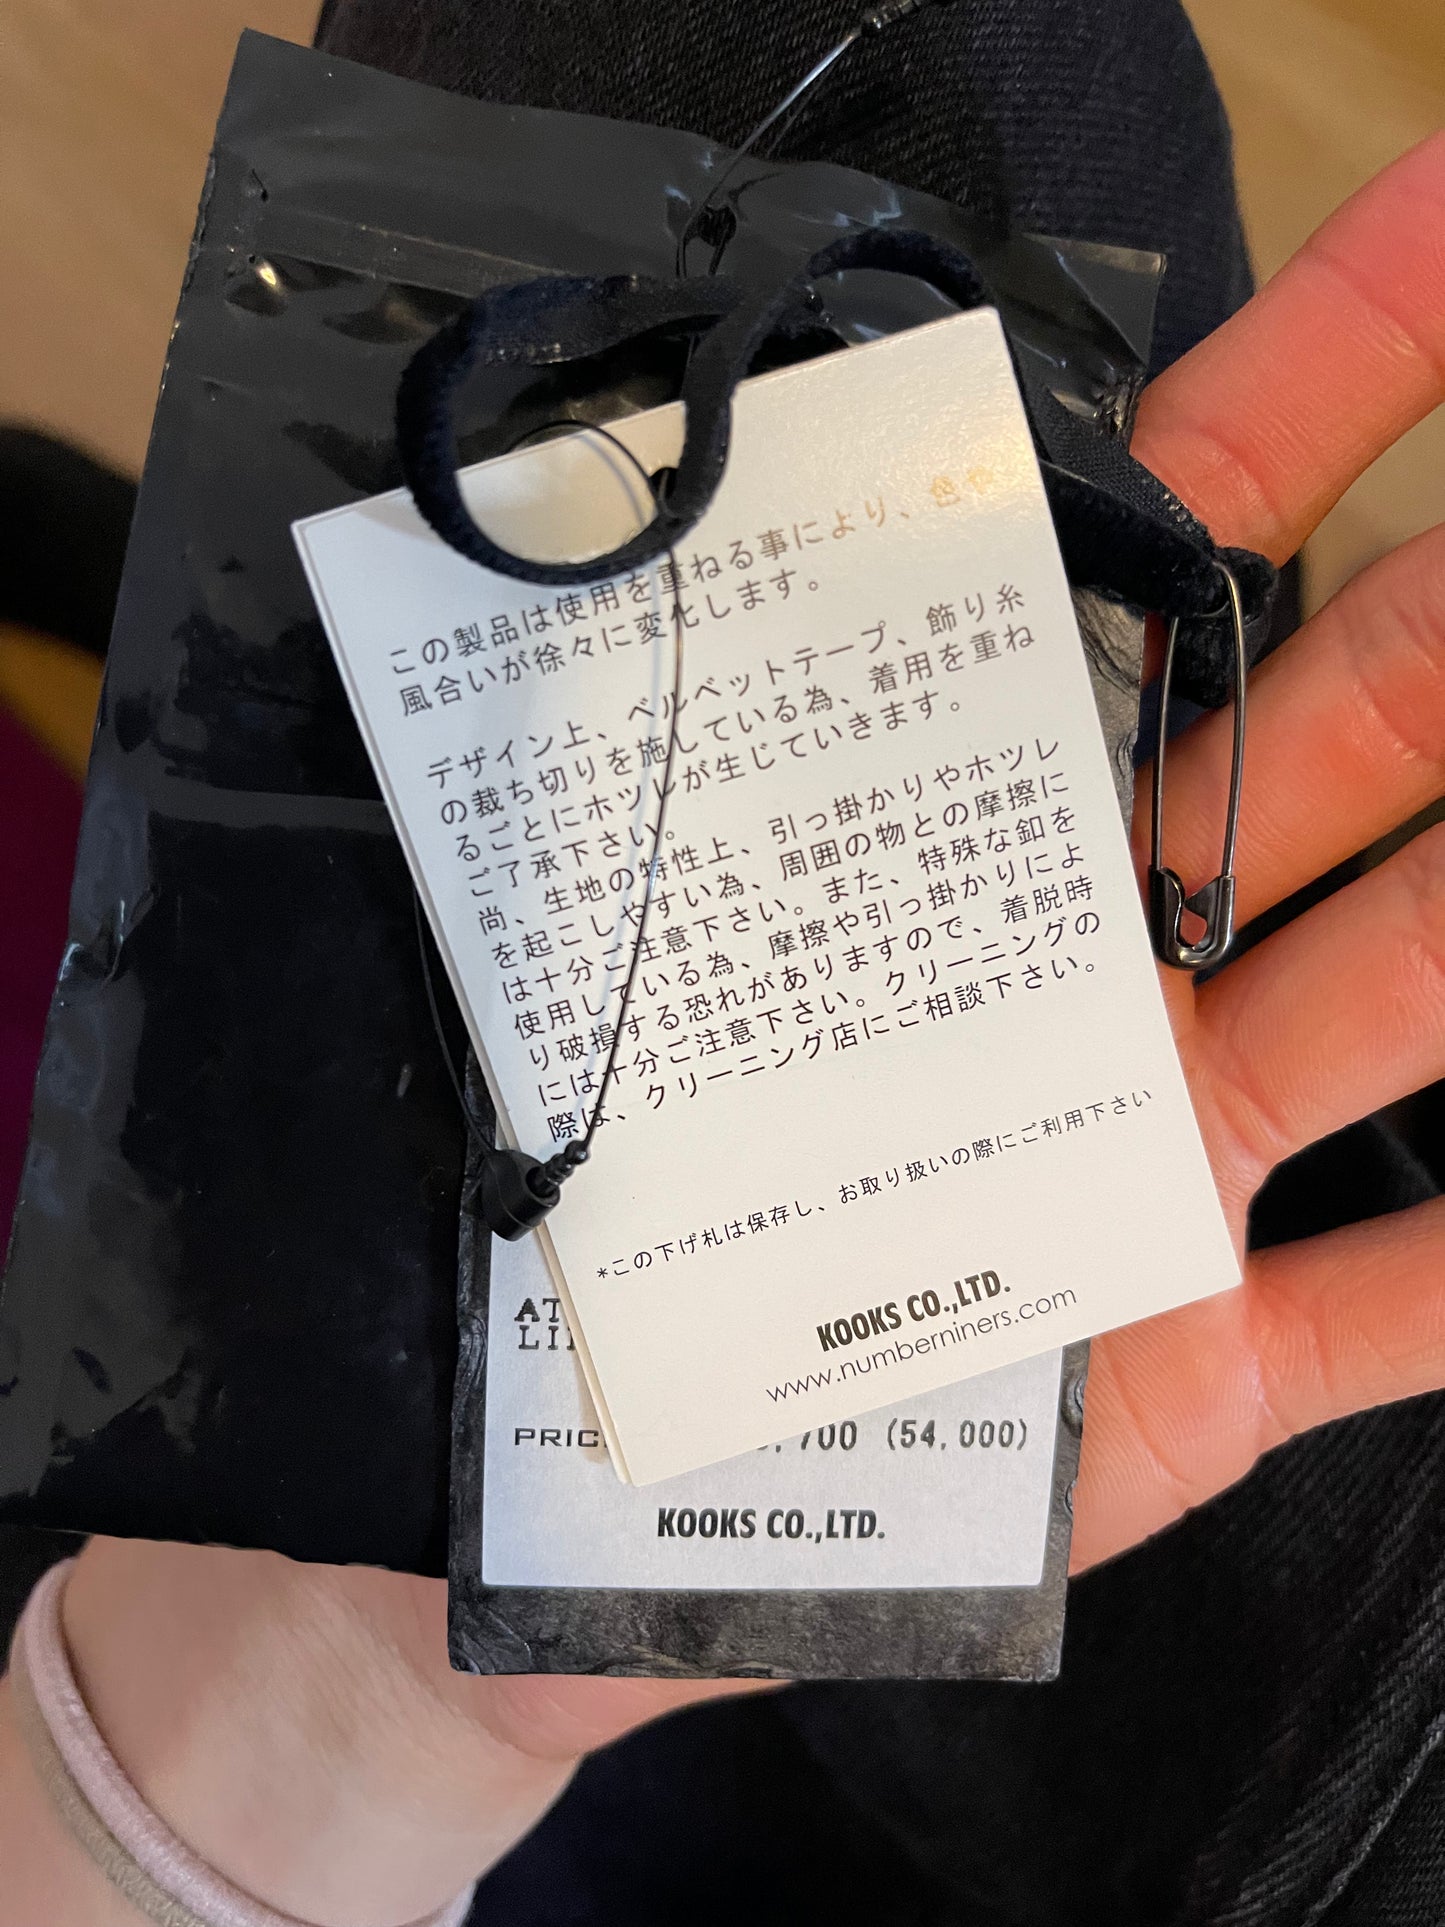 この製品は使用を重ねる事により、色や
風合いが徐々に変化します。
デザイン上、ベルベットテープ、飾り糸
の裁ち切りを施している為、着用を重ね
るごとにホツレが生じていきます。
ご了承下さい。
尚、生地の特性上、引っ掛かりやホツレ
を起こしやすい為、周囲の物との摩擦に
は十分ご注意下さい。また、特殊な釦を
使用している為、摩擦や引っ掛かりによ
り破損する恐れがありますので、着脱時
には十分ご注意下さい。クリーニングの
際は、クリーニング店にご相談下さい。
*この下げ札は保存し、お取り扱いの際にご利用下さい
KOOKS CO.,LTD.
www.numberniners.com
PRIC
,700 (54,000)
KOOKS CO.,LTD.